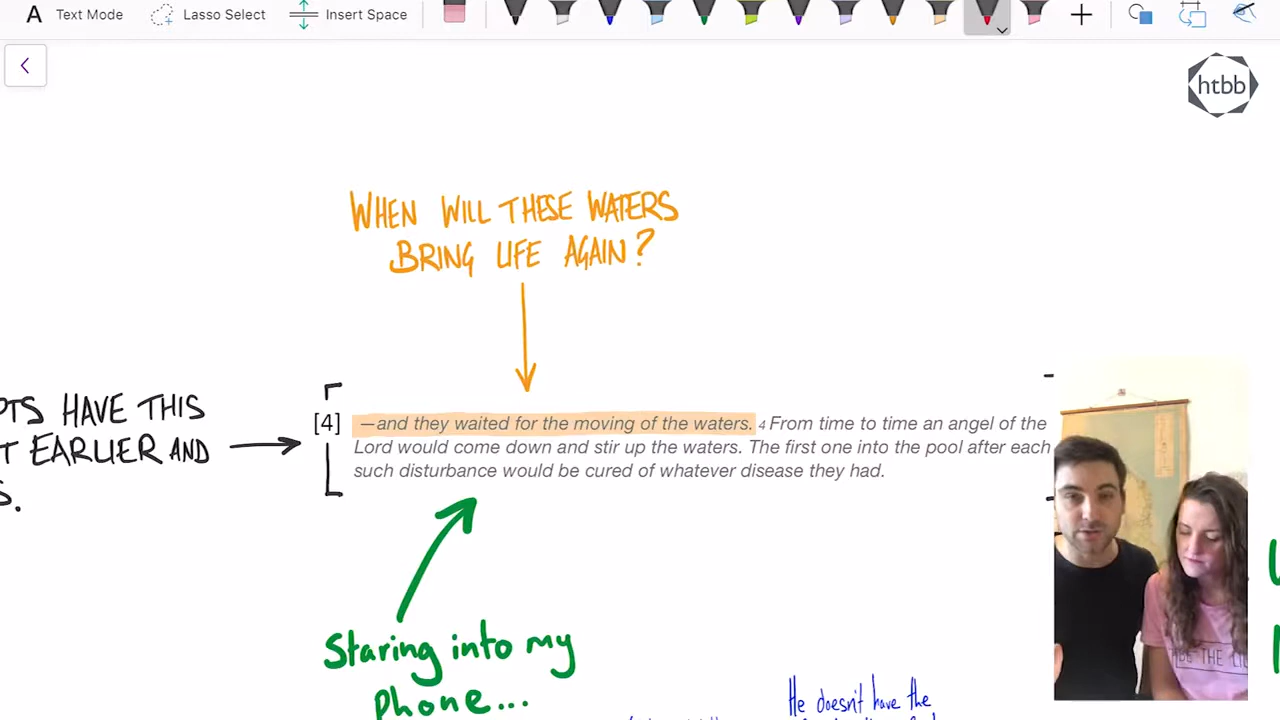 A Text Mode Lasso Select Insert Space
htbb
WHEN WILL THESE WATERS
BRING LIFE AGAIN?
HAVE THIS
EARLIER AND
[4] —and they waited for the moving of the waters. 4 From time to time an angel of the
Lord would come down and stir up the waters. The first one into the pool after each
such disturbance would be cured of whatever disease they had.
Staring into my
phone...
He doesn't have the
THE